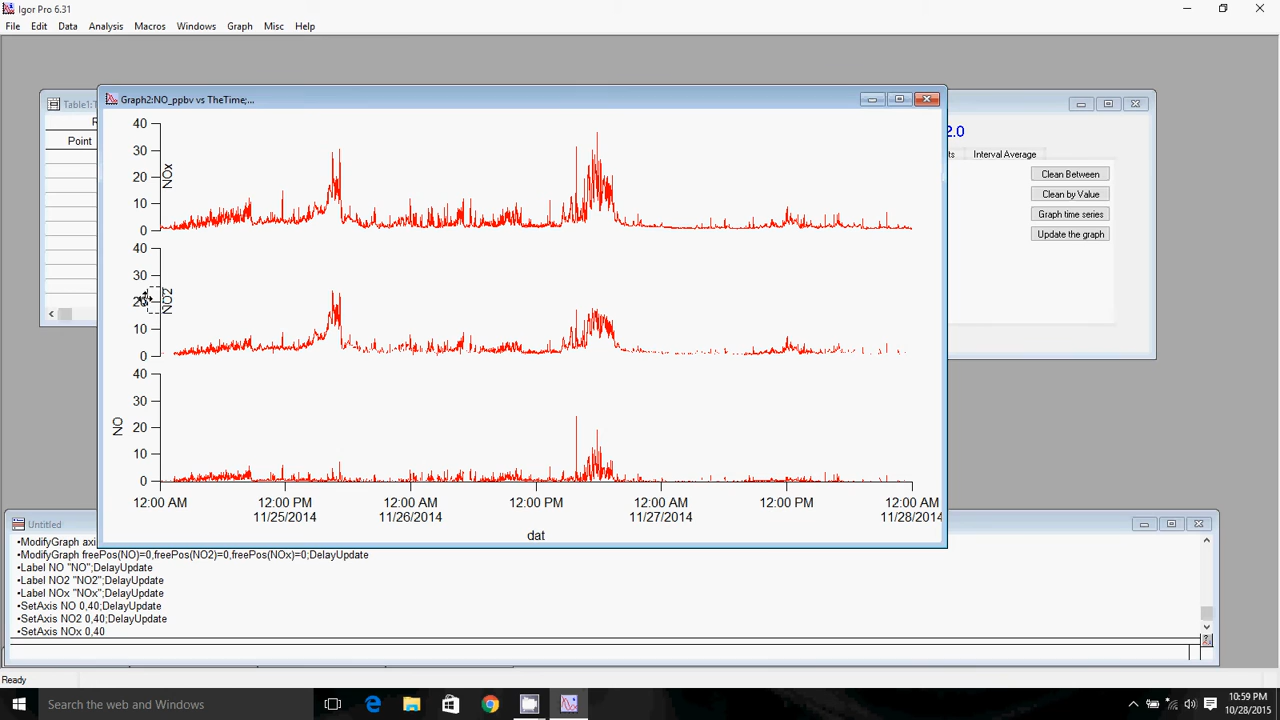 Igor Pro 6.31
File Edit Data Analysis Macros Windows Graph Misc Help
Table1:T
R
Point
Graph2:NO_ppbv vs TheTime;...
40
30
20
10
0
NOx
40
30
10
0
NO2
40
30
20
10
0
NO
12:00 AM 12:00 PM 12:00 AM 12:00 PM 12:00 AM 12:00 PM 12:00 AM
11/25/2014 11/26/2014 11/27/2014 11/28/2014
dat
2.0
ts Interval Average
Clean Between
Clean by Value
Graph time series
Update the graph
Untitled
•ModifyGraph axi
•ModifyGraph freePos(NO)=0,freePos(NO2)=0,freePos(NOx)=0;DelayUpdate
•Label NO "NO";DelayUpdate
•Label NO2 "NO2";DelayUpdate
•Label NOx "NOx";DelayUpdate
•SetAxis NO 0,40;DelayUpdate
•SetAxis NO2 0,40;DelayUpdate
•SetAxis NOx 0,40
Ready
Search the web and Windows
10:59 PM
10/28/2015